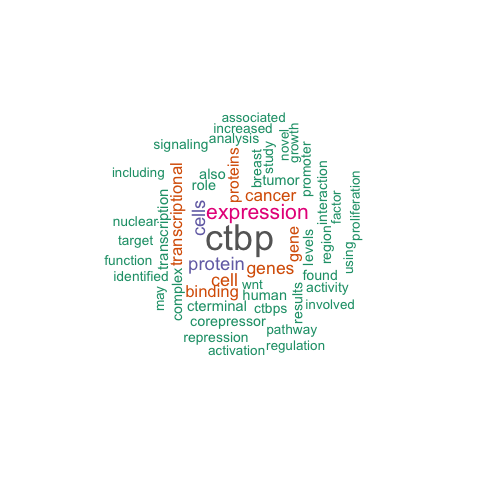 associated
increased
signaling
analysis
novel
growth
including
also
role
proteins
breast
study
tumor
promoter
cancer
interaction
factor
proliferation
transcriptional
transcription
nuclear
cells
expression
target
ctbp
gene
levels
region
using
function
protein
genes
identified
cell
found
may
complex
binding
wnt
human
results
activity
cterminal
ctbps
involved
corepressor
pathway
repression
regulation
activation